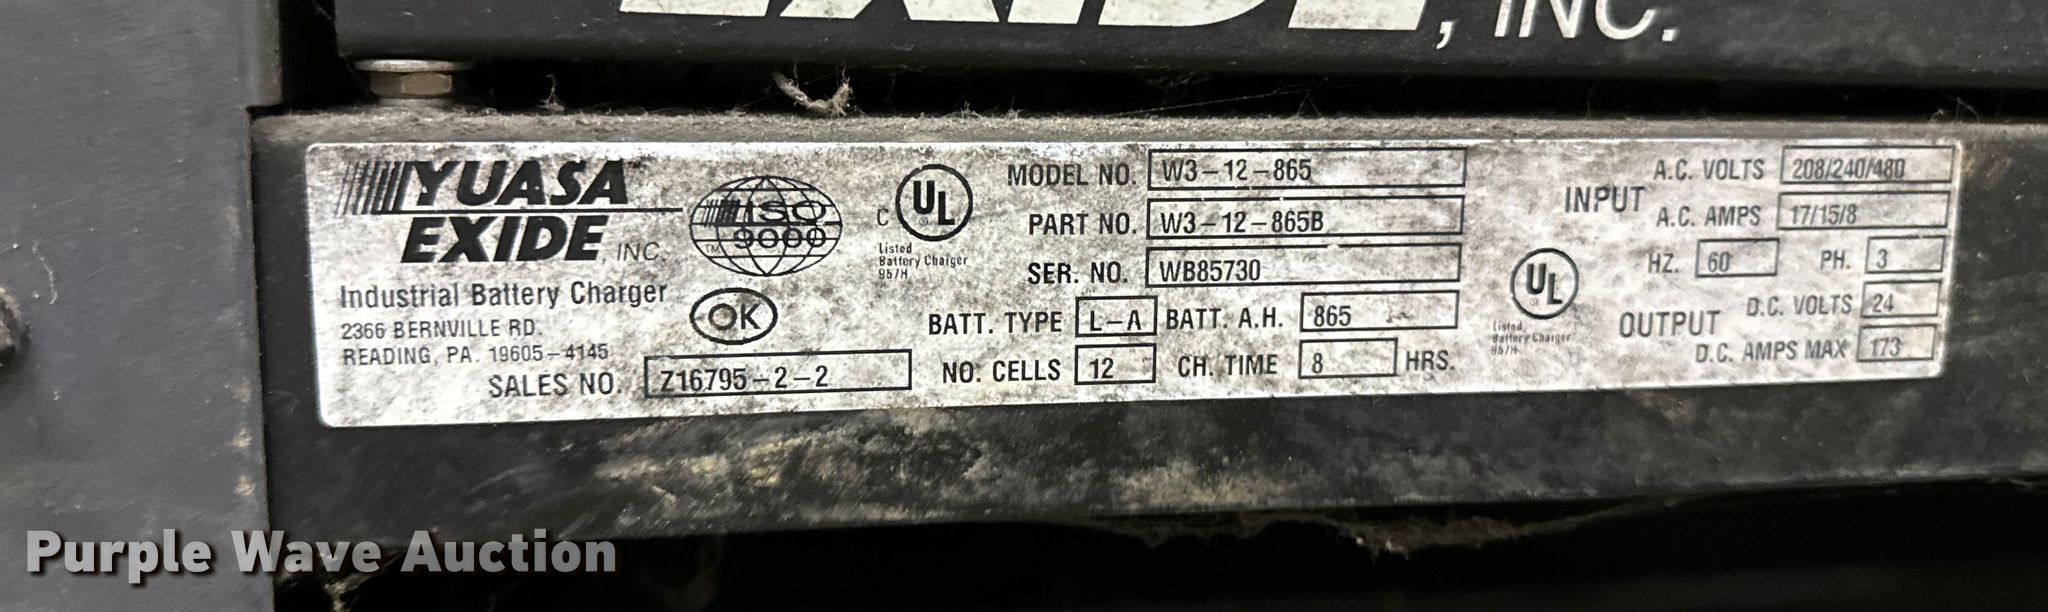 EXIDE, INC.
YUASA
EXIDE, INC.
Industrial Battery Charger
2366 BERNVILLE RD.
READING, PA. 19605-4145
SALES NO. Z16795-2-2
ISO
9000
TM
OK
C UL ®
Listed
Battery Charger
967H
MODEL NO. W3-12-865
PART NO. W3-12-865B
SER. NO. WB85730
BATT. TYPE L-A BATT. A.H. 865
NO. CELLS 12 CH. TIME 8 HRS.
UL ®
Listed
Battery Charger
967H
INPUT
A.C. VOLTS 208/240/480
A.C. AMPS 17/15/8
HZ. 60 PH. 3
OUTPUT
D.C. VOLTS 24
D.C. AMPS MAX 173
Purple Wave Auction